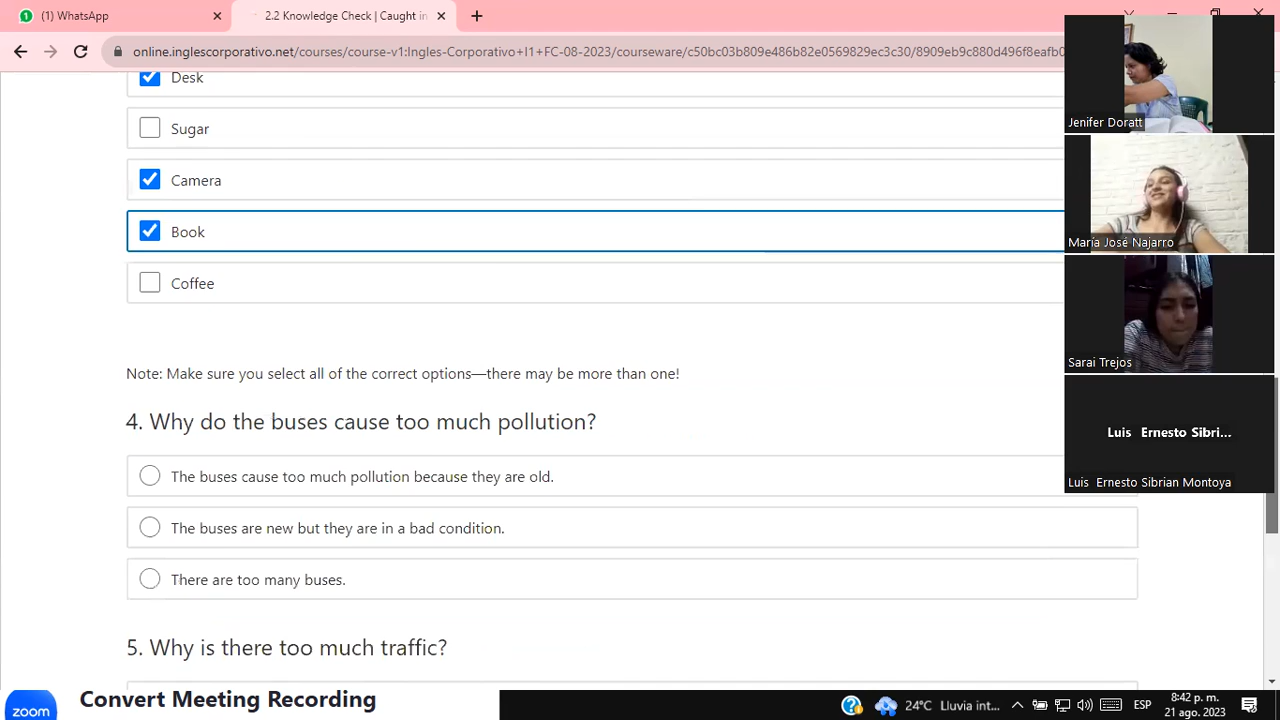 WhatsApp
2.2 Knowledge Check | Caught in
online.inglescorporativo.net/courses/course-v1:Ingles-Corporativo+I1+FC-08-2023/courseware/c50bc03b809e486b82e0569829ec3c30/8909eb9c880d496f8eafb0
Desk
Sugar
Camera
Book
Coffee
Note: Make sure you select all of the correct options—there may be more than one!
4. Why do the buses cause too much pollution?
The buses cause too much pollution because they are old.
The buses are new but they are in a bad condition.
There are too many buses.
5. Why is there too much traffic?
Jenifer Doratt
María José Najarro
Sarai Trejos
Luis Ernesto Sibri...
Luis Ernesto Sibrian Montoya
zoom
Convert Meeting Recording
24°C Lluvia int...
ESP
8:42 p. m.
21 ago. 2023